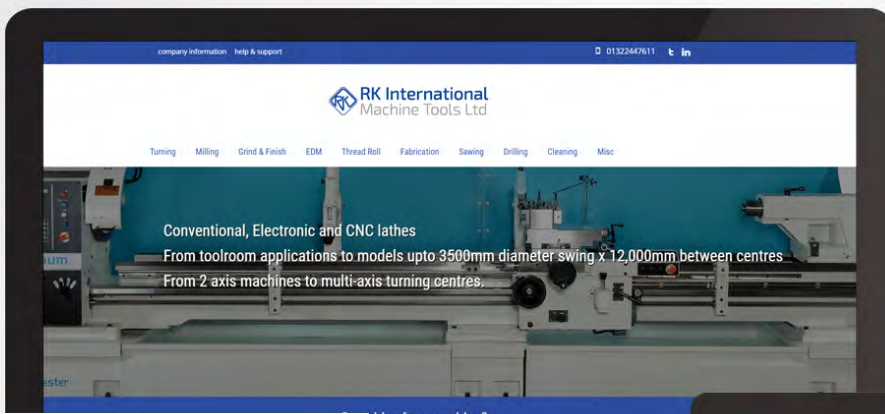 company information help & support 01322447611
RK RK International
Machine Tools Ltd
Turning Milling Grind & Finish EDM Thread Roll Fabrication Sawing Drilling Cleaning Misc
Conventional, Electronic and CNC lathes
From toolroom applications to models upto 3500mm diameter swing x 12,000mm between centres
From 2 axis machines to multi-axis turning centres.